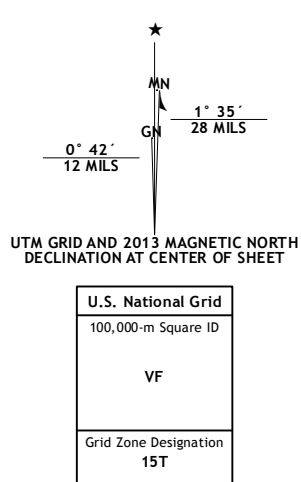 ★
MN
1° 35´
28 MILS
GN
0° 42´
12 MILS
UTM GRID AND 2013 MAGNETIC NORTH
DECLINATION AT CENTER OF SHEET
U.S. National Grid
100,000-m Square ID
VF
Grid Zone Designation
15T